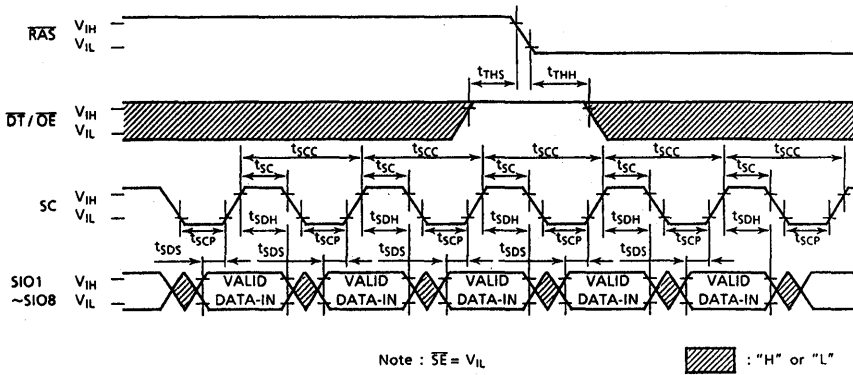 RAS VIH
VIL
tTHS tTHH
DT/OE VIH
VIL
tSCC tSCC tSCC tSCC tSCC
tSC tSC tSC tSC tSC
SC VIH
VIL
tSDH tSDH tSDH tSDH tSDH
tSCP tSCP tSCP tSCP tSCP tSCP
tSDS tSDS tSDS tSDS tSDS
SIO1 ~SIO8 VIH
VIL
VALID DATA-IN VALID DATA-IN VALID DATA-IN VALID DATA-IN VALID DATA-IN
Note : SE = VIL
: "H" or "L"